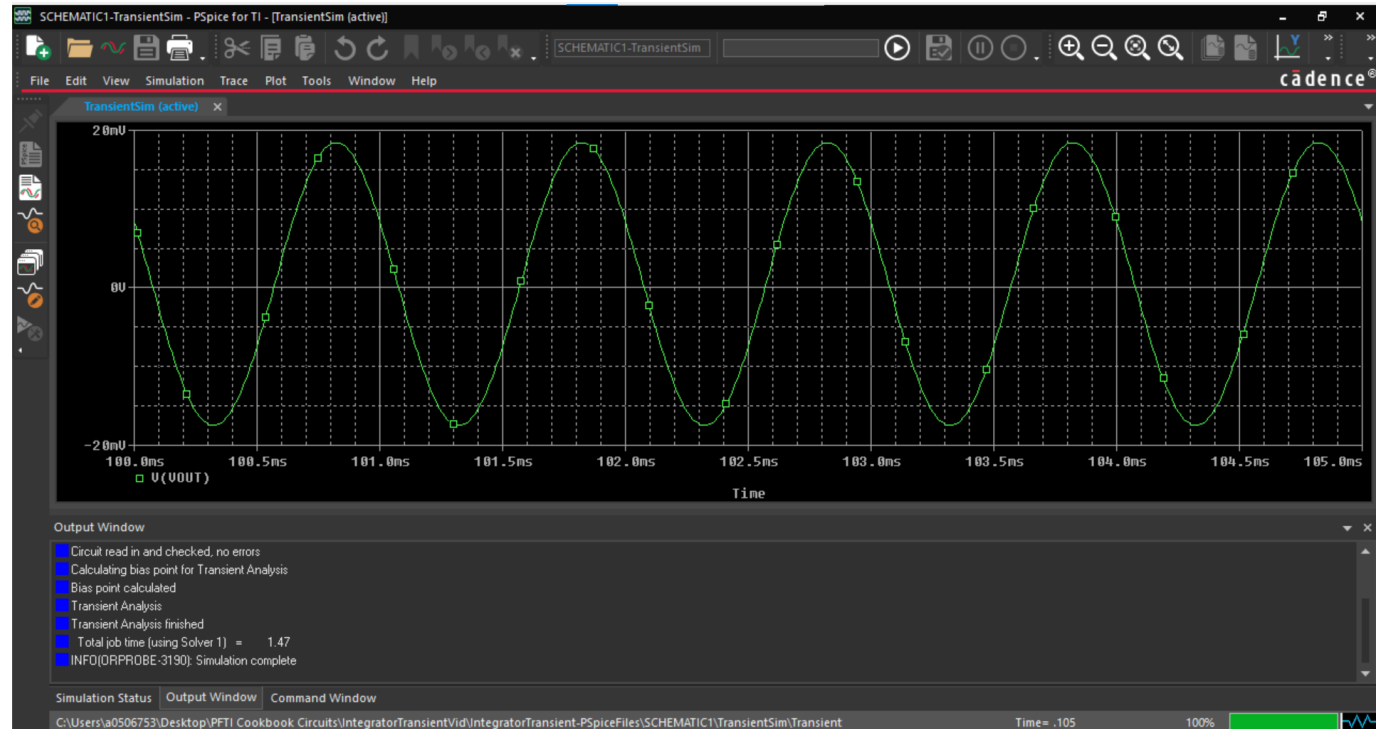 SCHEMATIC1-TransientSim - PSpice for TI - [TransientSim (active)]
SCHEMATIC1-TransientSim
File Edit View Simulation Trace Plot Tools Window Help
cādence®
TransientSim (active)
20mV
0V
-20mV
100.0ms 100.5ms 101.0ms 101.5ms 102.0ms 102.5ms 103.0ms 103.5ms 104.0ms 104.5ms 105.0ms
V(VOUT)
Time
Output Window
Circuit read in and checked, no errors
Calculating bias point for Transient Analysis
Bias point calculated
Transient Analysis
Transient Analysis finished
Total job time (using Solver 1) = 1.47
INFO(ORPROBE-3190): Simulation complete
Simulation Status Output Window Command Window
C:\Users\a0506753\Desktop\PFTI Cookbook Circuits\IntegratorTransientVid\IntegratorTransient-PSpiceFiles\SCHEMATIC1\TransientSim\Transient Time= .105 100%